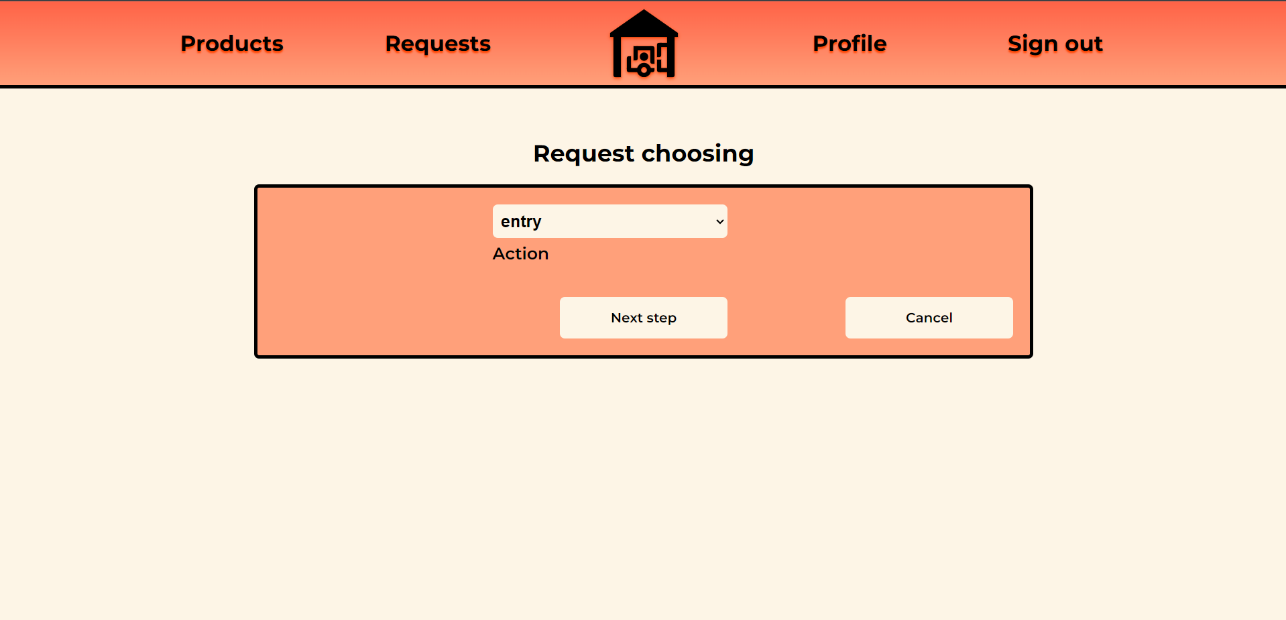 Products Requests Profile Sign out
Request choosing
entry
Action
Next step Cancel